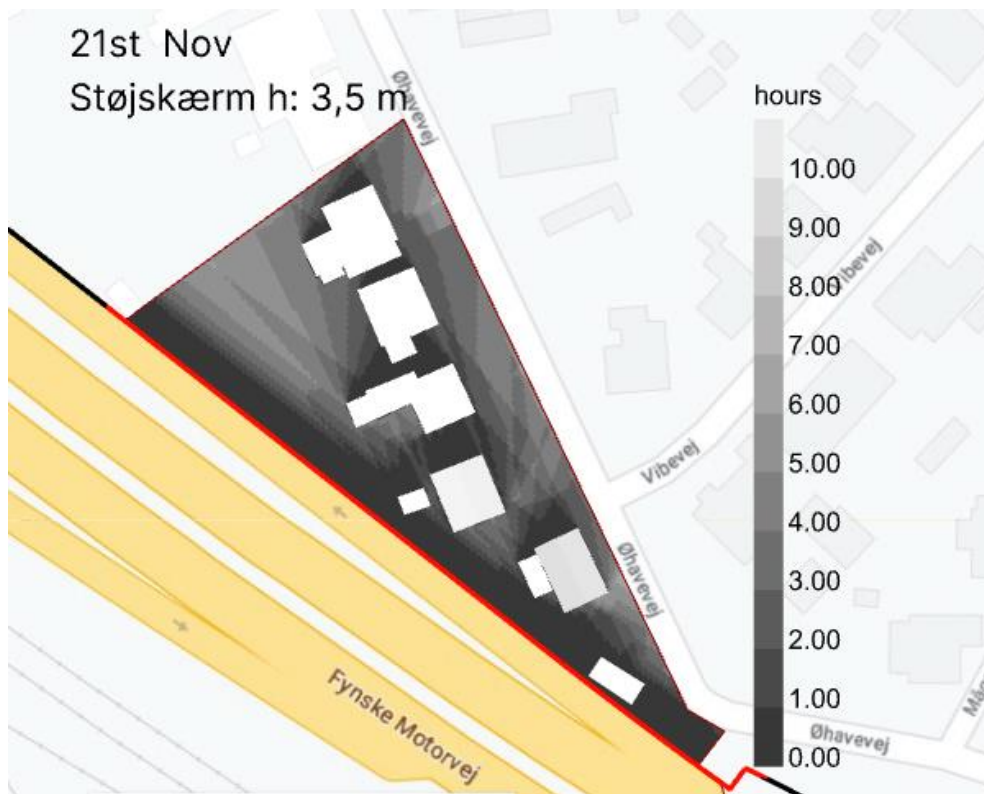 21st Nov
Støjskærm h: 3,5 m
Øhavevej
hours
10.00
9.00
8.00
7.00
6.00
5.00
4.00
3.00
2.00
1.00
0.00
Vibevej
Vibevej
Øhavevej
Fynske Motorvej
Øhavevej